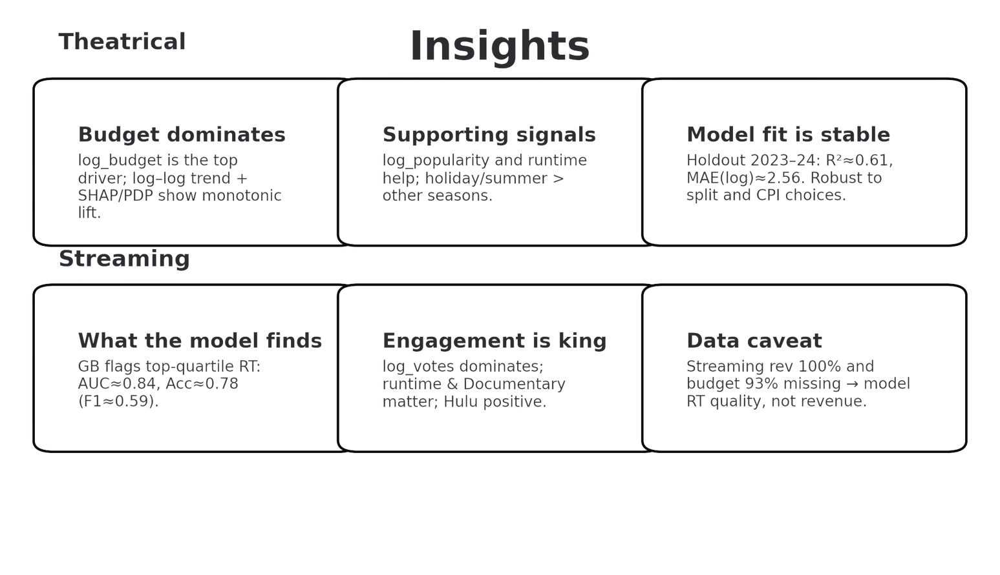 Insights
Theatrical
Budget dominates
log_budget is the top
driver; log–log trend +
SHAP/PDP show monotonic
lift.
Supporting signals
log_popularity and runtime
help; holiday/summer >
other seasons.
Model fit is stable
Holdout 2023–24: R²≈0.61,
MAE(log)≈2.56. Robust to
split and CPI choices.
Streaming
What the model finds
GB flags top-quartile RT:
AUC≈0.84, Acc≈0.78
(F1≈0.59).
Engagement is king
log_votes dominates;
runtime & Documentary
matter; Hulu positive.
Data caveat
Streaming rev 100% and
budget 93% missing → model
RT quality, not revenue.